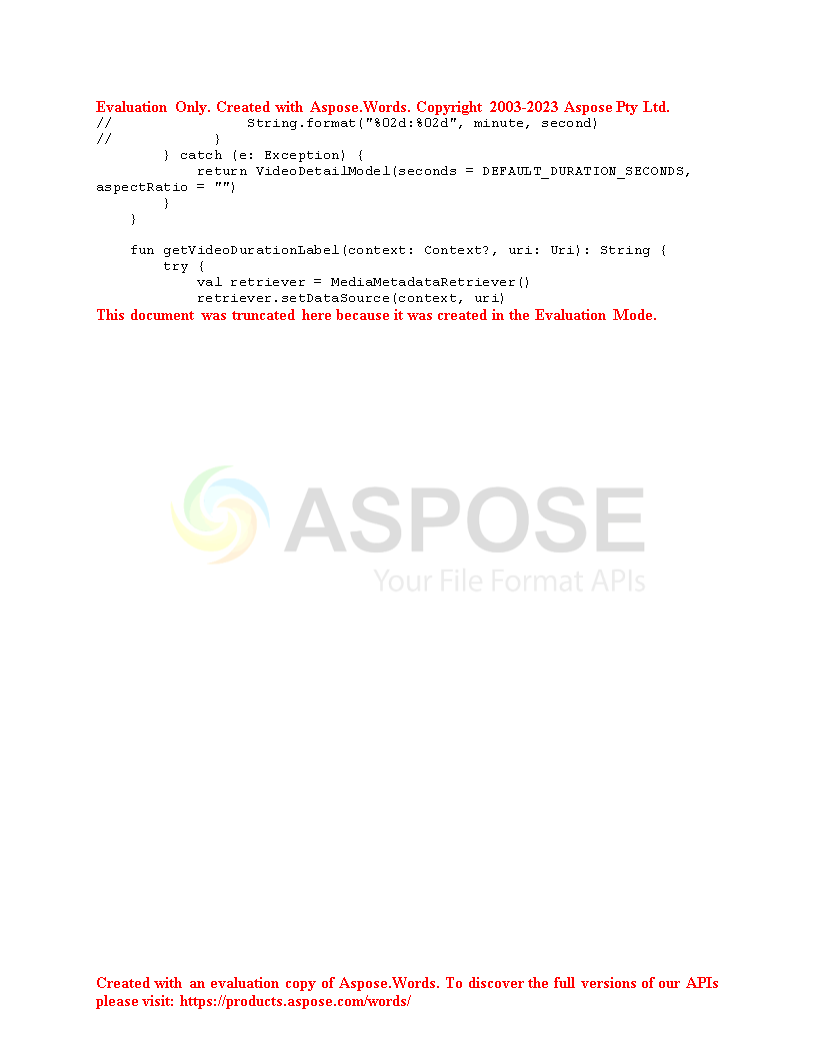 Evaluation Only. Created with Aspose.Words. Copyright 2003-2023 Aspose Pty Ltd.
//                String.format("%02d:%02d", minute, second)
//            }
        } catch (e: Exception) {
            return VideoDetailModel(seconds = DEFAULT_DURATION_SECONDS,
aspectRatio = "")
        }
    }

    fun getVideoDurationLabel(context: Context?, uri: Uri): String {
        try {
            val retriever = MediaMetadataRetriever()
            retriever.setDataSource(context, uri)
This document was truncated here because it was created in the Evaluation Mode.
ASPOSE
Your File Format APIs
Created with an evaluation copy of Aspose.Words. To discover the full versions of our APIs
please visit: https://products.aspose.com/words/